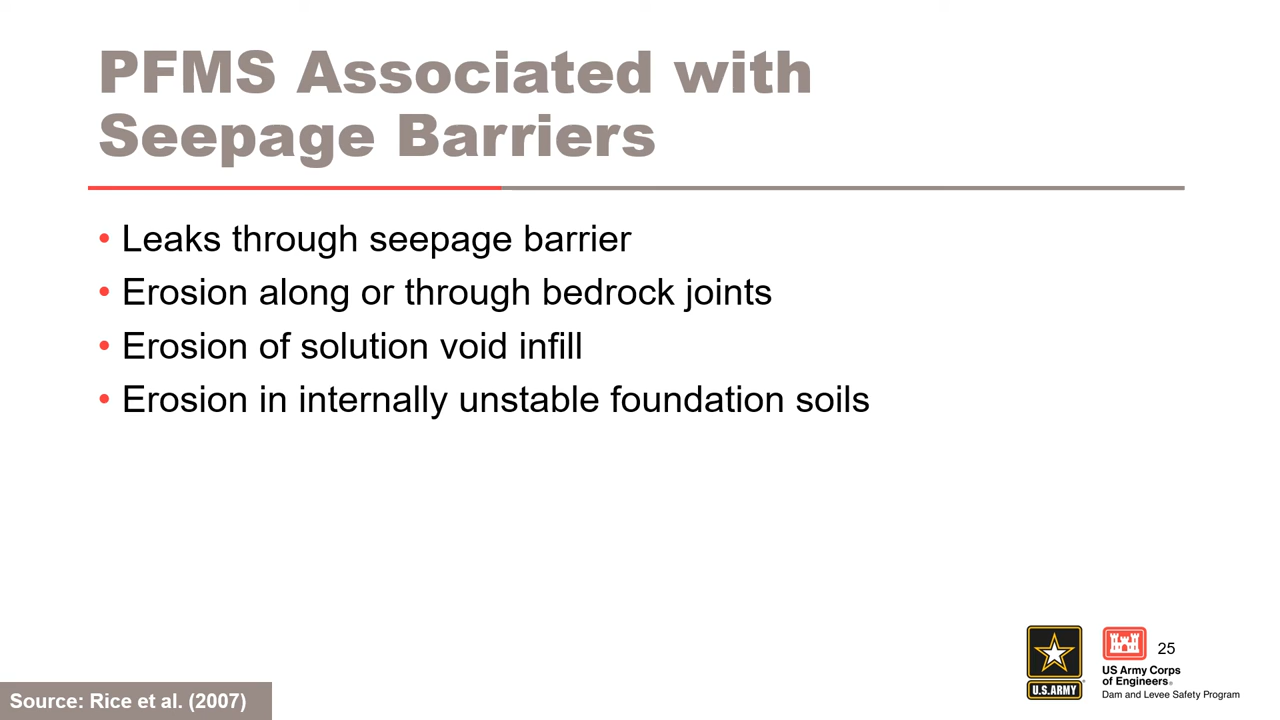 PFMS Associated with
Seepage Barriers
• Leaks through seepage barrier
• Erosion along or through bedrock joints
• Erosion of solution void infill
• Erosion in internally unstable foundation soils
U.S.ARMY
25
US Army Corps
of Engineers®
Dam and Levee Safety Program
Source: Rice et al. (2007)